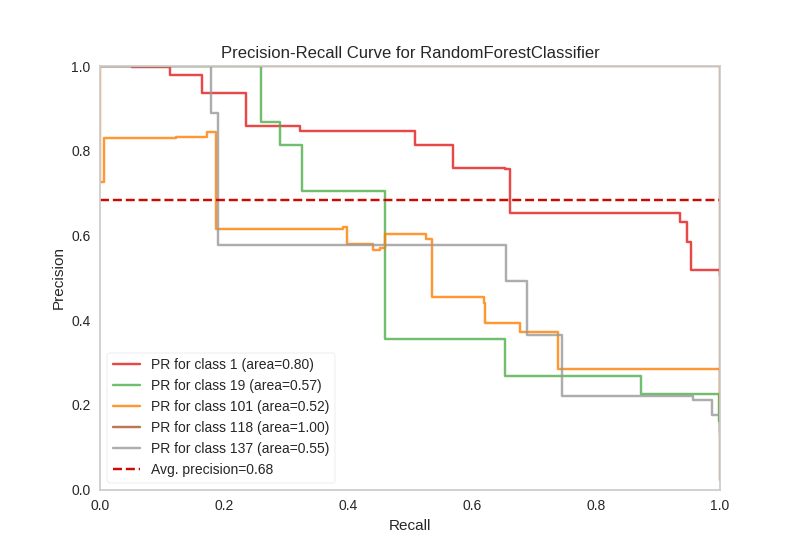 Precision-Recall Curve for RandomForestClassifier
1.0
0.8
0.6
0.4
0.2
0.0
Precision
PR for class 1 (area=0.80)
PR for class 19 (area=0.57)
PR for class 101 (area=0.52)
PR for class 118 (area=1.00)
PR for class 137 (area=0.55)
Avg. precision=0.68
0.0 0.2 0.4 0.6 0.8 1.0
Recall